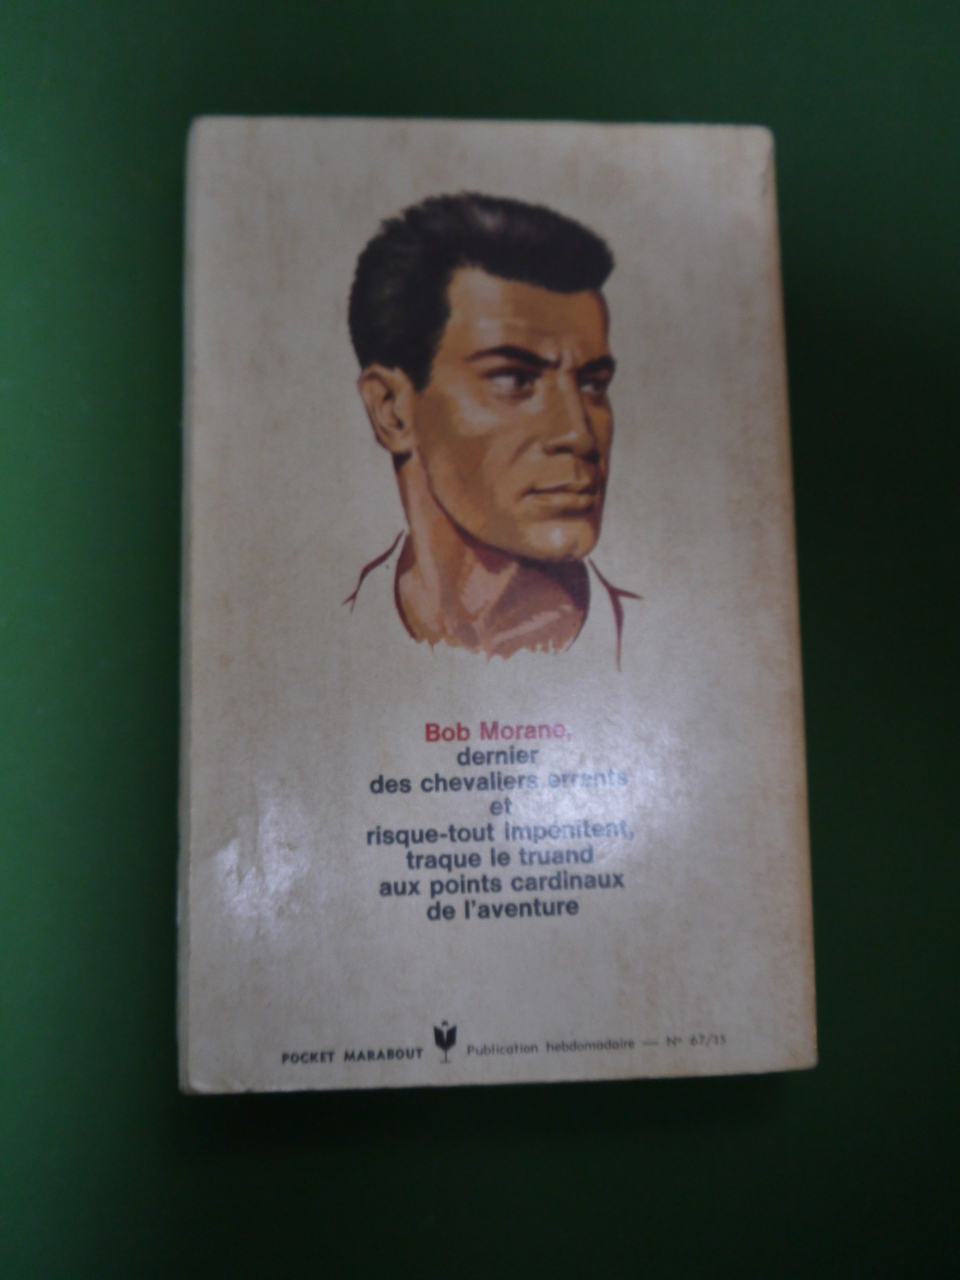 Bob Morane,
dernier
des chevaliers errants
et
risque-tout impénitent,
traque le truand
aux points cardinaux
de l'aventure
POCKET MARABOUT Publication hebdomadaire — N° 67/15